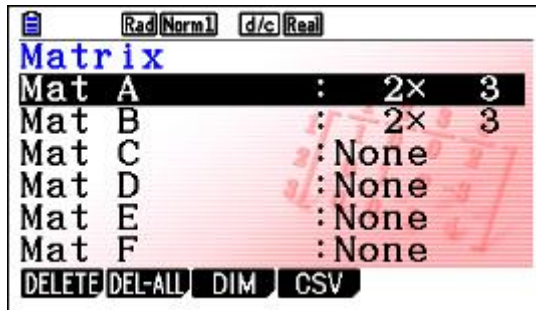 Rad Norm1 d/c Real
Matrix
Mat A : 2× 3
Mat B : 2× 3
Mat C :None
Mat D :None
Mat E :None
Mat F :None
DELETE DEL-ALL DIM CSV